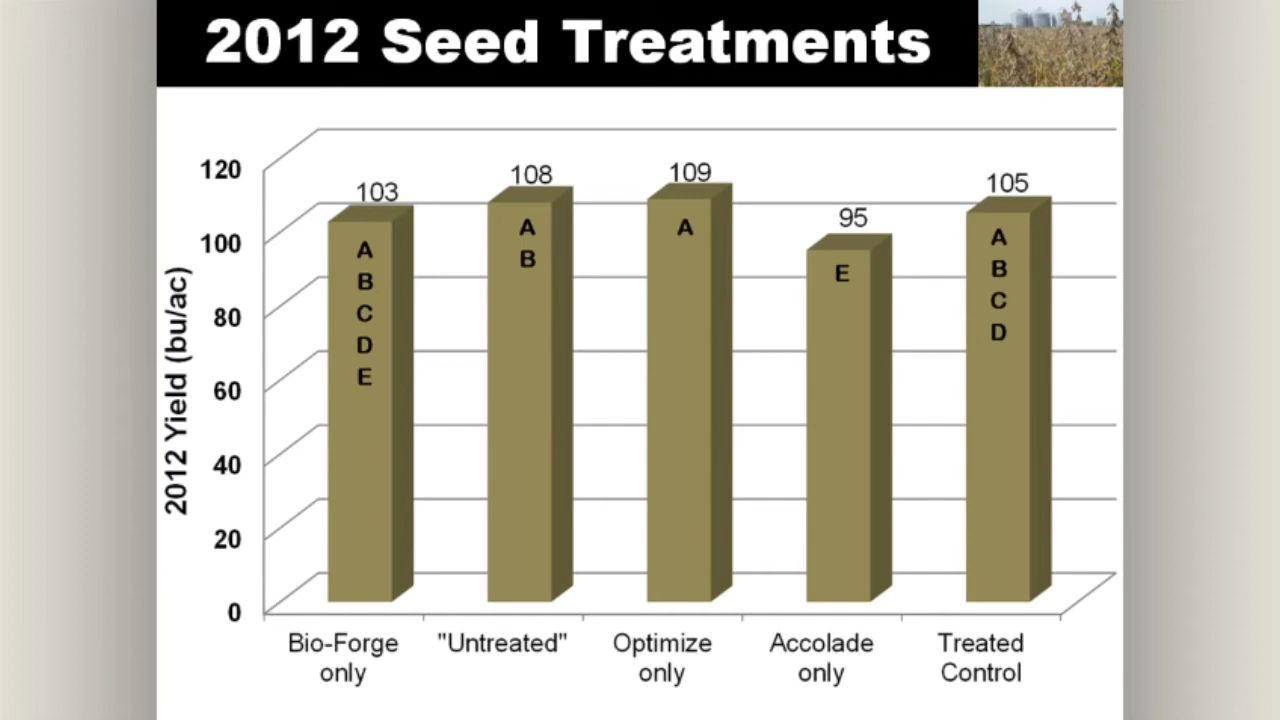 2012 Seed Treatments
2012 Yield (bu/ac)
120
100
80
60
40
20
0
103
108
109
95
105
A
B
C
D
E
A
B
A
E
A
B
C
D
Bio-Forge
only
"Untreated"
Optimize
only
Accolade
only
Treated
Control